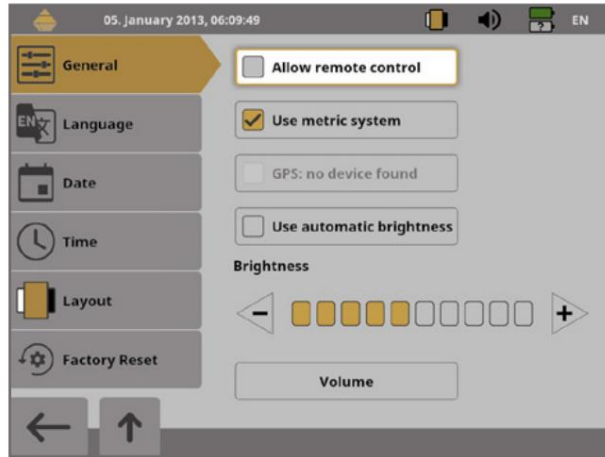 05. January 2013, 06:09:49
? EN
General
Allow remote control
EN
Language
Use metric system
Date
GPS: no device found
Time
Use automatic brightness
Brightness
Layout
- +
Factory Reset
Volume